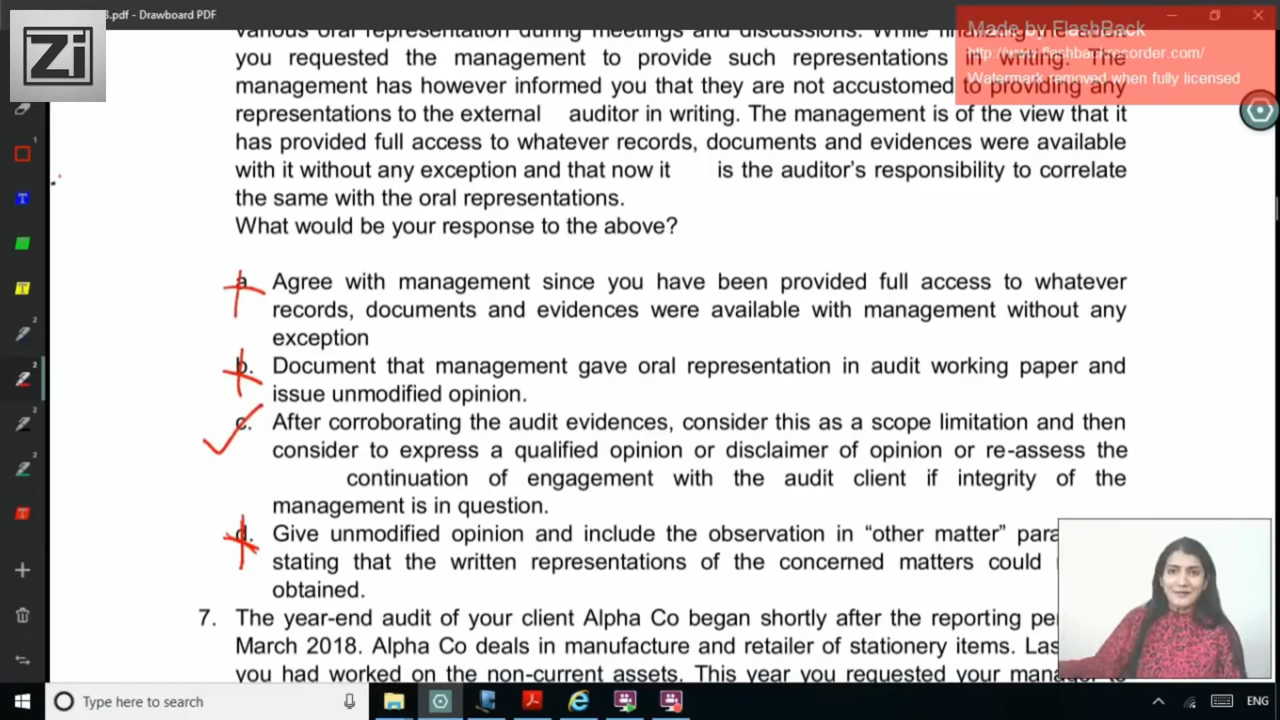 .pdf - Drawboard PDF
Zi
Made by FlashBack
http://www.flashbackrecorder.com/
Watermark removed when fully licensed
various oral representation during meetings and discussions. While
you requested the management to provide such representations in writing. The
management has however informed you that they are not accustomed to providing any
representations to the external auditor in writing. The management is of the view that it
has provided full access to whatever records, documents and evidences were available
with it without any exception and that now it is the auditor's responsibility to correlate
the same with the oral representations.
What would be your response to the above?
a. Agree with management since you have been provided full access to whatever
records, documents and evidences were available with management without any
exception
b. Document that management gave oral representation in audit working paper and
issue unmodified opinion.
c. After corroborating the audit evidences, consider this as a scope limitation and then
consider to express a qualified opinion or disclaimer of opinion or re-assess the
continuation of engagement with the audit client if integrity of the
management is in question.
d. Give unmodified opinion and include the observation in “other matter” para
stating that the written representations of the concerned matters could
obtained.
7. The year-end audit of your client Alpha Co began shortly after the reporting pe
March 2018. Alpha Co deals in manufacture and retailer of stationery items. Las
you had worked on the non-current assets. This year you requested your
Type here to search
ENG